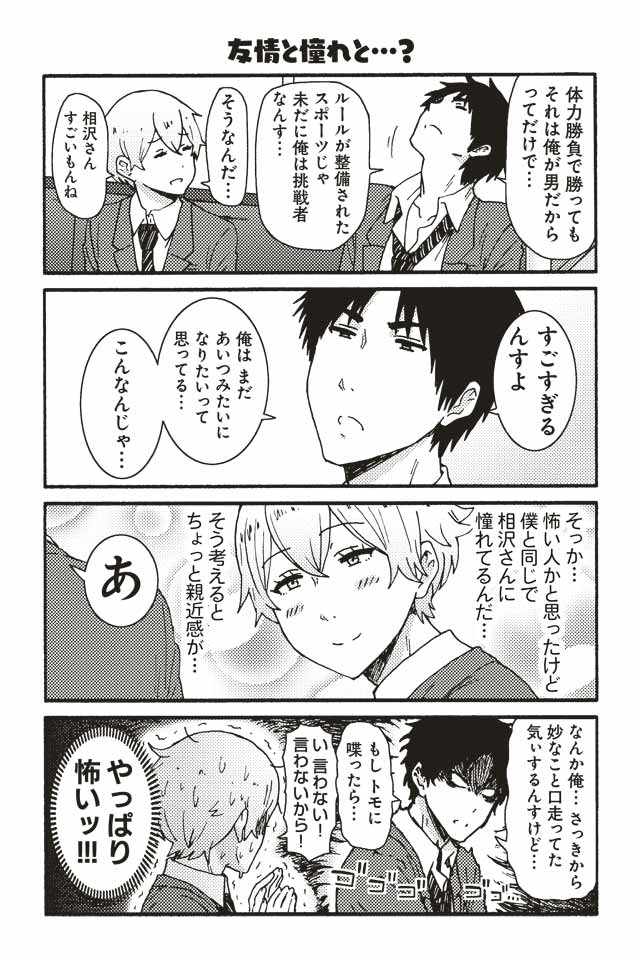 友情と憧れと…?
体力勝負で勝っても
それは俺が男だから
ってだけで…
ルールが整備された
スポーツじゃ
未だに俺は挑戦者
なんす…
そうなんだ…
相沢さん
すごいもんね
すごすぎる
んすよ
俺は まだ
あいつみたいに
なりたいって
思ってる…
こんなんじゃ…
そっか…
怖い人かと思ったけど
僕と同じで
相沢さんに
憧れてるんだ…
そう考えると
ちょっと親近感が…
あ
なんか俺… さっきから
妙なこと口走ってた
気ぃするんすけど…
もしトモに
喋ったら…
い 言わない!
言わないから!
ゴゴゴゴ
やっぱり
怖いッ!!!